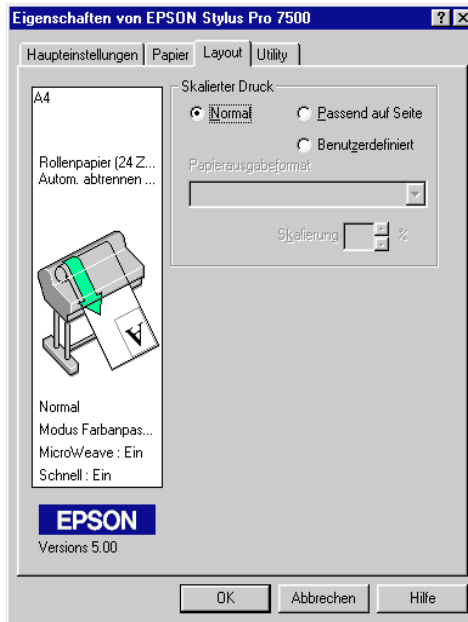 Eigenschaften von EPSON Stylus Pro 7500
Haupteinstellungen Papier Layout Utility
A4
Rollenpapier (24 Z...
Autom. abtrennen ...
A
Normal
Modus Farbanpas...
MicroWeave : Ein
Schnell : Ein
EPSON
Versions 5.00
Skalierter Druck
Normal
Passend auf Seite
Benutzerdefiniert
Papierausgabeformat
Skalierung %
OK Abbrechen Hilfe